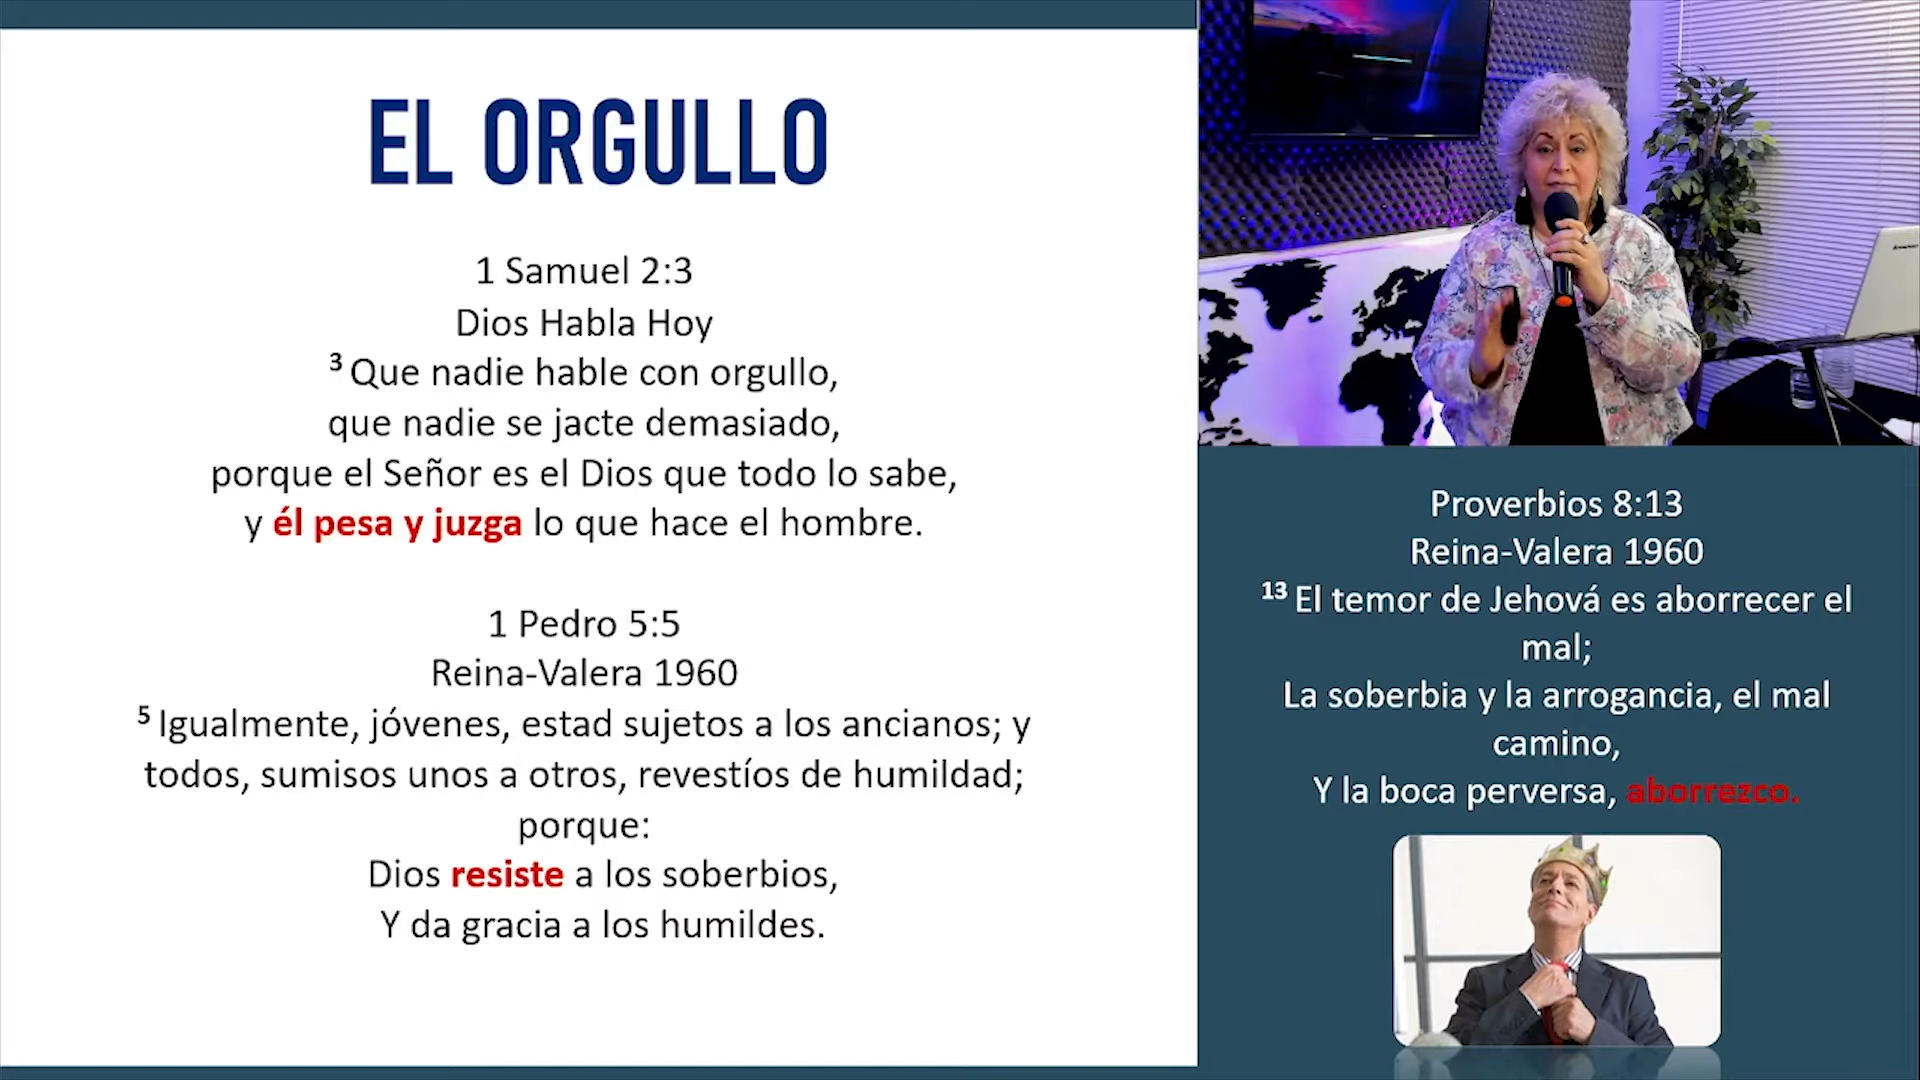 EL ORGULLO
1 Samuel 2:3
Dios Habla Hoy
3 Que nadie hable con orgullo,
que nadie se jacte demasiado,
porque el Señor es el Dios que todo lo sabe,
y él pesa y juzga lo que hace el hombre.
1 Pedro 5:5
Reina-Valera 1960
5 Igualmente, jóvenes, estad sujetos a los ancianos; y
todos, sumisos unos a otros, revestíos de humildad;
porque:
Dios resiste a los soberbios,
Y da gracia a los humildes.
Proverbios 8:13
Reina-Valera 1960
13 El temor de Jehová es aborrecer el
mal;
La soberbia y la arrogancia, el mal
camino,
Y la boca perversa, aborrezco.